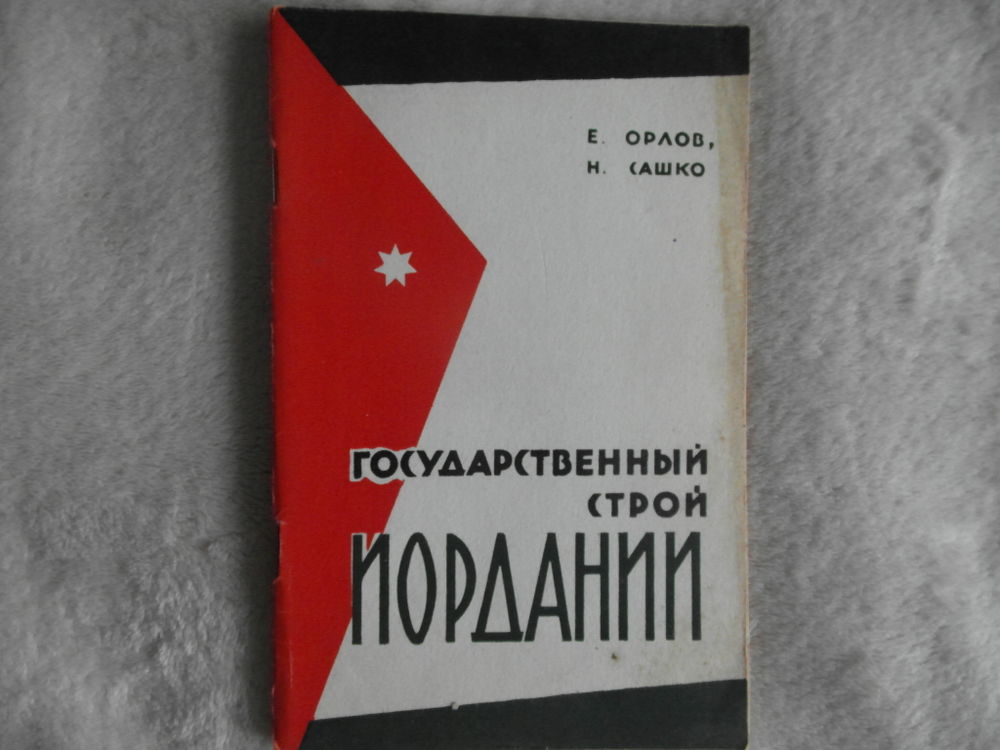 Е. ОРЛОВ,
Н. САШКО
ГОСУДАРСТВЕННЫЙ
СТРОЙ
ИОРДАНИИ